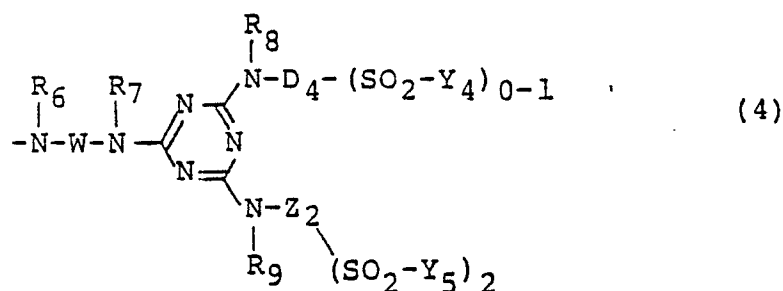 R8
N-D4-(SO2-Y4)0-1
R6 R7
-N-W-N N N N (4)
N-Z2
R9 (SO2-Y5)2